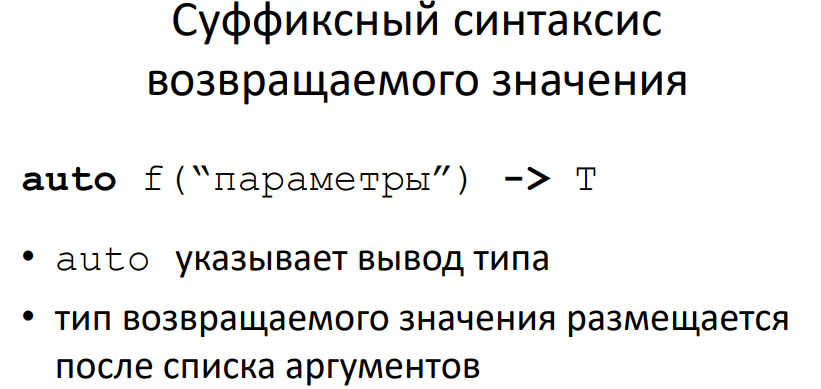 Суффиксный синтаксис
возвращаемого значения
auto f(“параметры”) -> T
• auto указывает вывод типа
• тип возвращаемого значения размещается
после списка аргументов